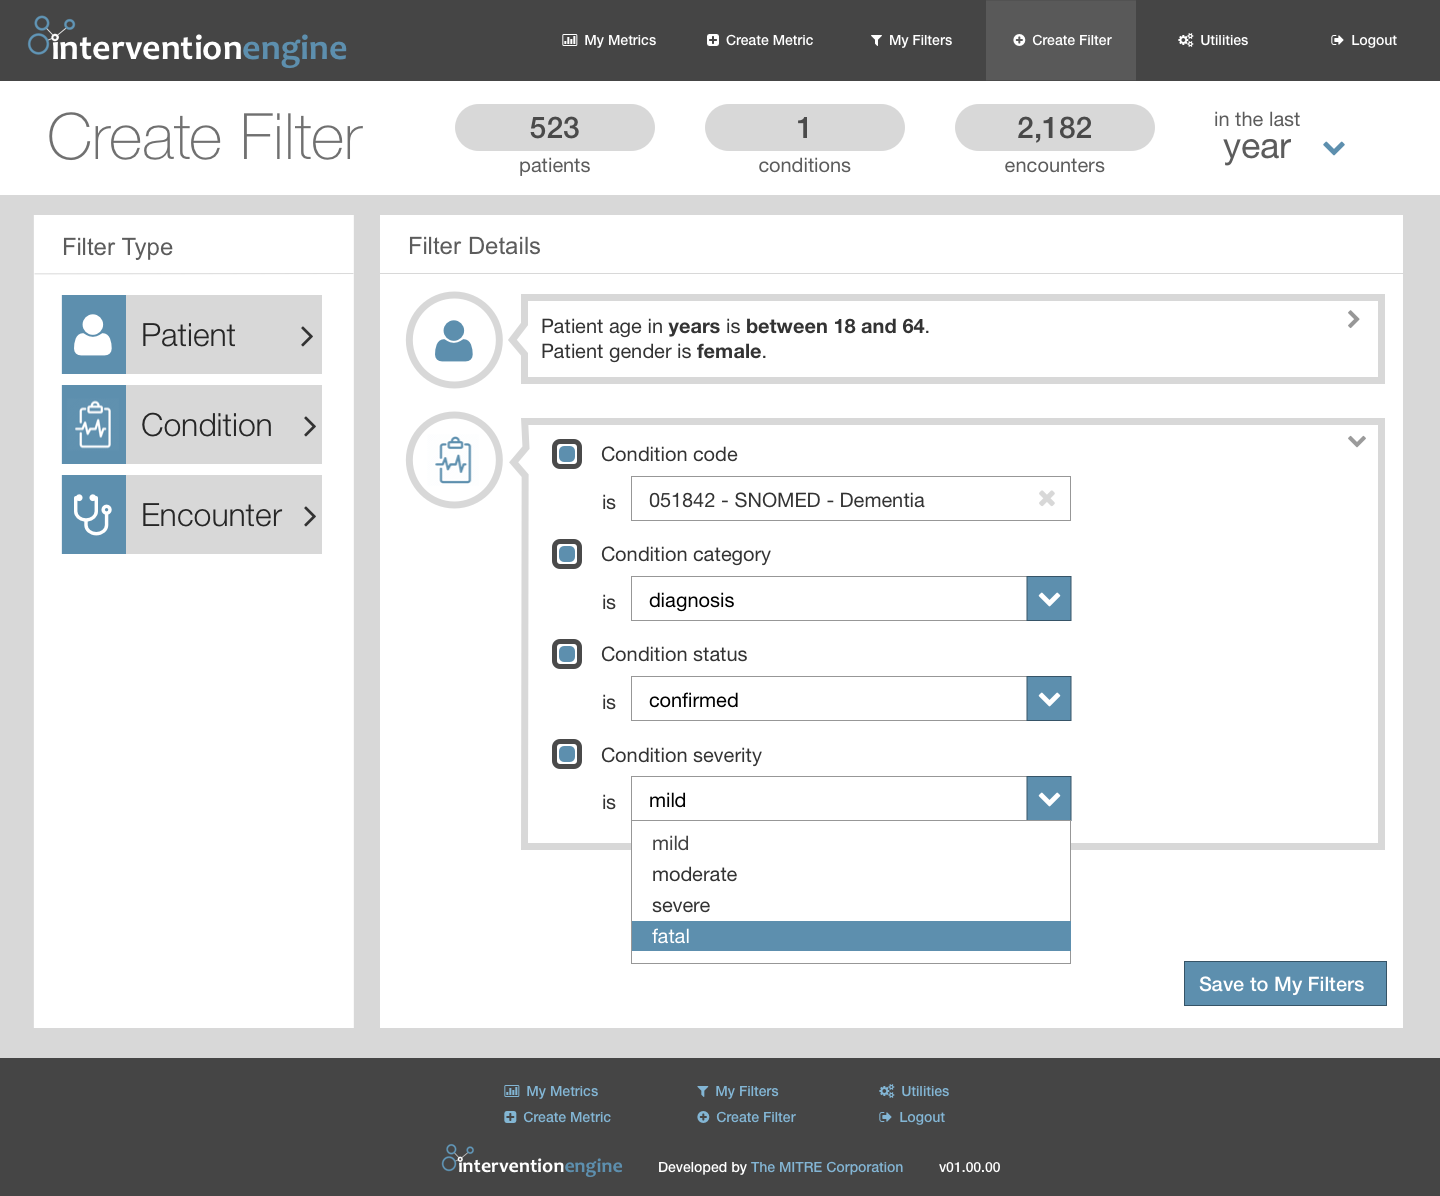 interventionengine
My Metrics
Create Metric
My Filters
Create Filter
Utilities
Logout
Create Filter
523
patients
1
conditions
2,182
encounters
in the last
year
Filter Type
Patient
Condition
Encounter
Filter Details
Patient age in years is between 18 and 64.
Patient gender is female.
Condition code
is 051842 - SNOMED - Dementia
Condition category
is diagnosis
Condition status
is confirmed
Condition severity
is mild
mild
moderate
severe
fatal
Save to My Filters
My Metrics
My Filters
Utilities
Create Metric
Create Filter
Logout
interventionengine
Developed by The MITRE Corporation
v01.00.00